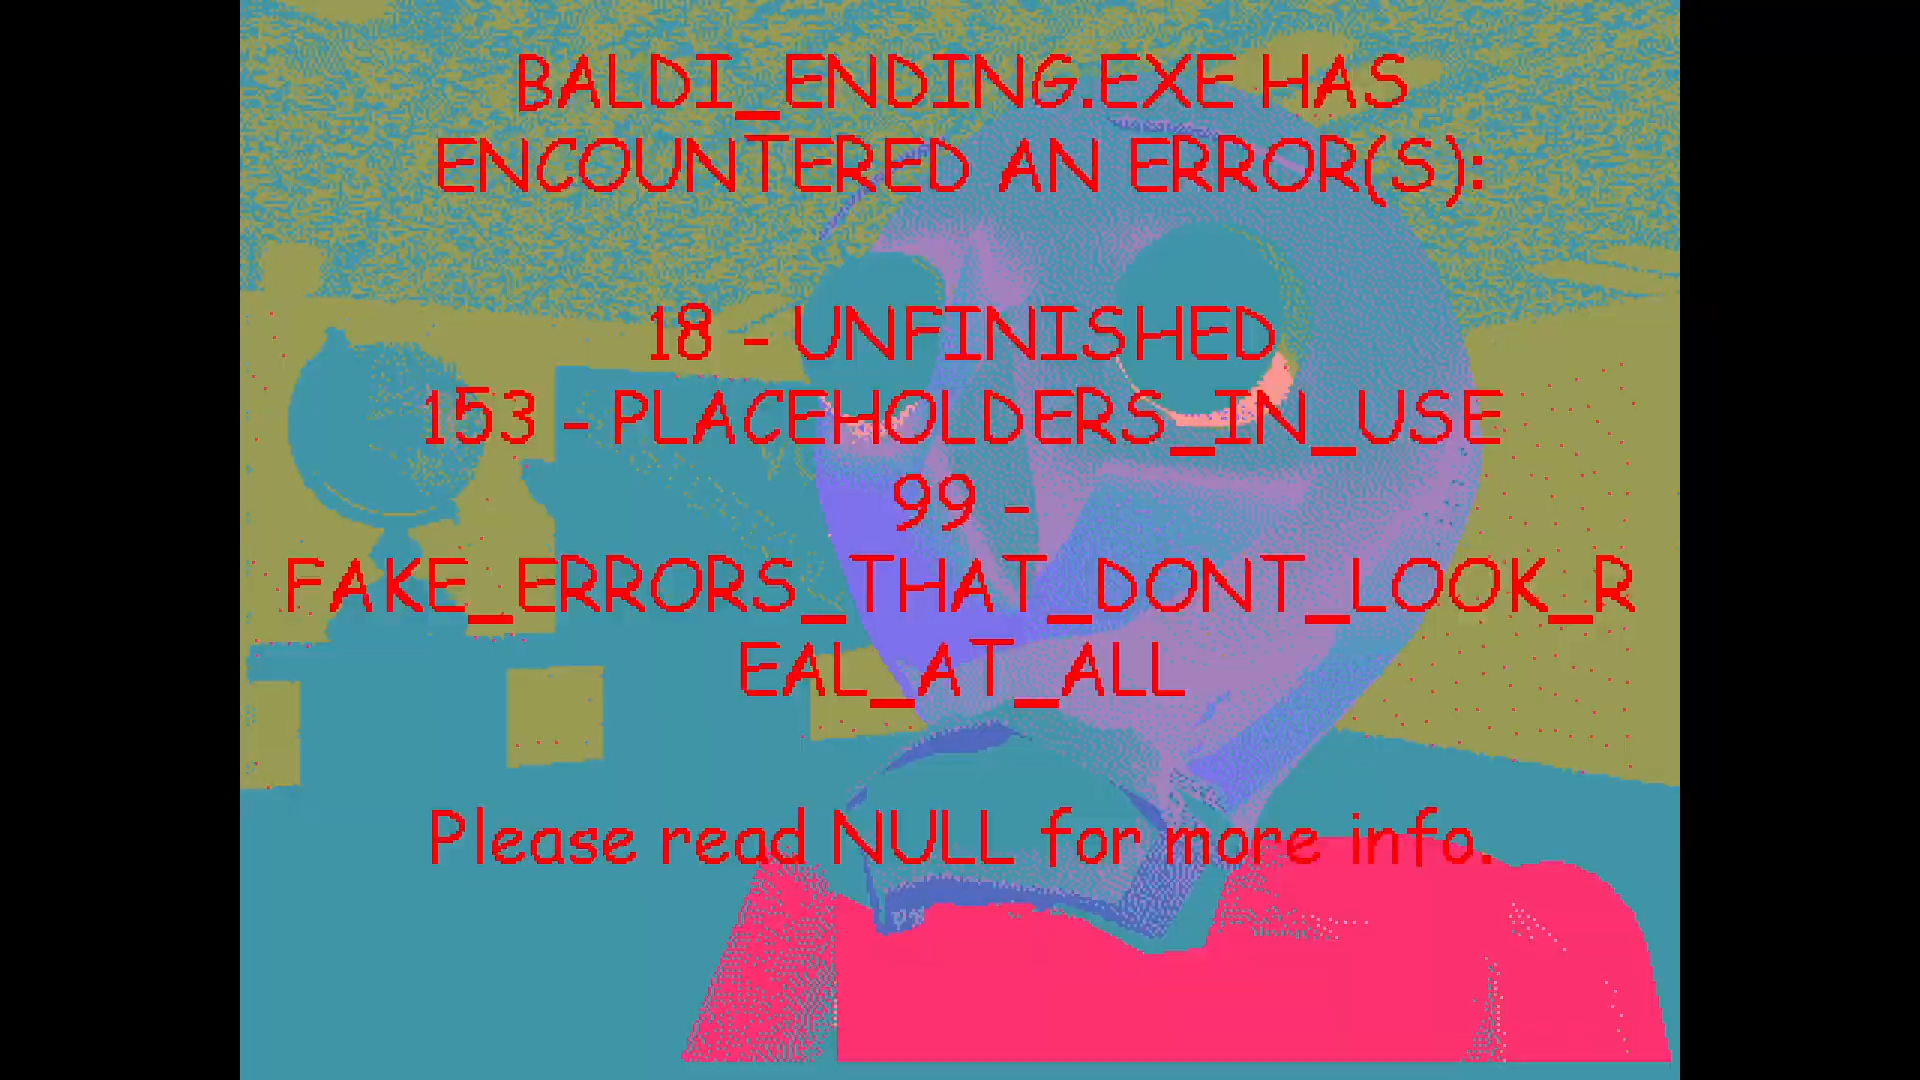 BALDI_ENDING.EXE HAS
ENCOUNTERED AN ERROR(S):
18 - UNFINISHED
153 - PLACEHOLDERS_IN_USE
99 -
FAKE_ERRORS_THAT_DONT_LOOK_R
EAL_AT_ALL
Please read NULL for more info.